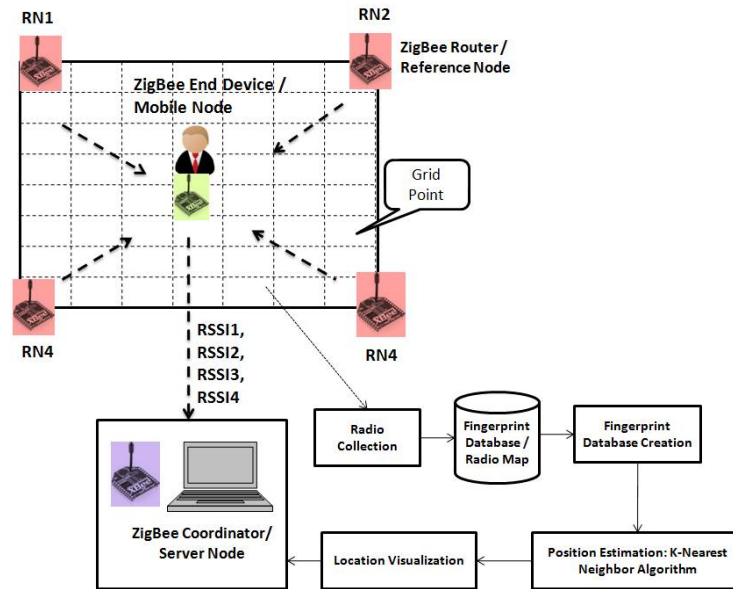 RN1
RN2
ZigBee Router /
Reference Node
ZigBee End Device /
Mobile Node
Grid
Point
RN4
RN4
RSSI1,
RSSI2,
RSSI3,
RSSI4
Radio
Collection
Fingerprint
Database /
Radio Map
Fingerprint
Database Creation
ZigBee Coordinator/
Server Node
Location Visualization
Position Estimation: K-Nearest
Neighbor Algorithm